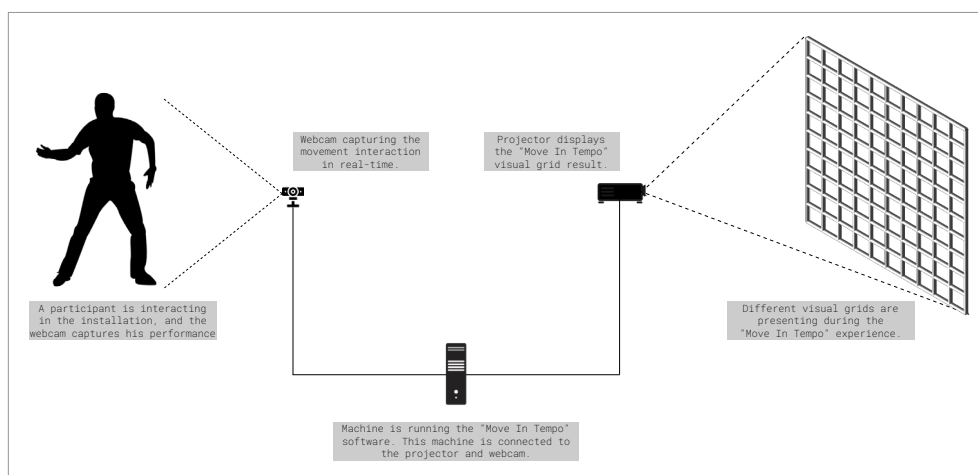 Webcam capturing the
movement interaction
in real-time.
Projector displays
the "Move In Tempo"
visual grid result.
A participant is interacting
in the installation, and the
webcam captures his performance
Different visual grids are
presenting during the
"Move In Tempo" experience.
Machine is running the "Move In Tempo"
software. This machine is connected to
the projector and webcam.